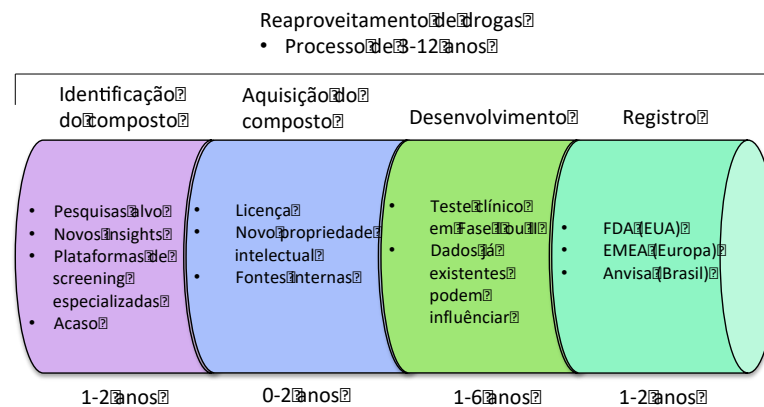 Reaproveitamento de drogas
• Processo de 3-12 anos
Identificação
do composto
Aquisição do
composto
Desenvolvimento
Registro
• Pesquisas alvo
• Novos insights
• Plataformas de
screening
especializadas
• Acaso
• Licença
• Novo propriedade
intelectual
• Fontes internas
• Teste clínico
em Fase I ou II
• Dados já
existentes
podem
influênciar
• FDA (EUA)
• EMEA (Europa)
• Anvisa (Brasil)
1-2 anos
0-2 anos
1-6 anos
1-2 anos